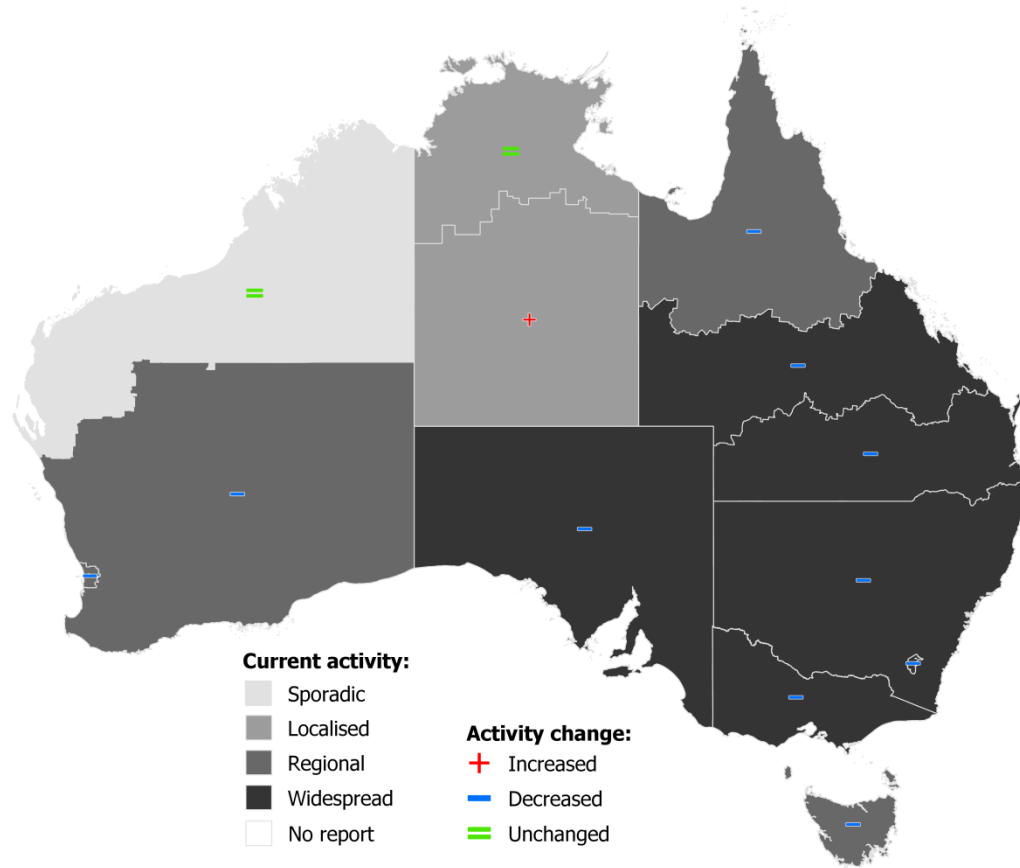 Current activity:
Sporadic
Localised
Regional
Widespread
No report
Activity change:
Increased
Decreased
Unchanged